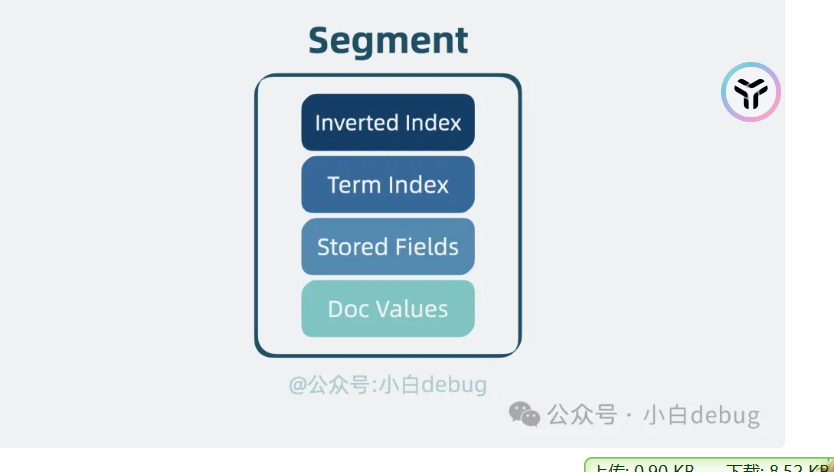 Segment
Inverted Index
Term Index
Stored Fields
Doc Values
@公众号:小白debug
公众号 · 小白debug
上传: 0.90 KB 下载: 8.52 KB